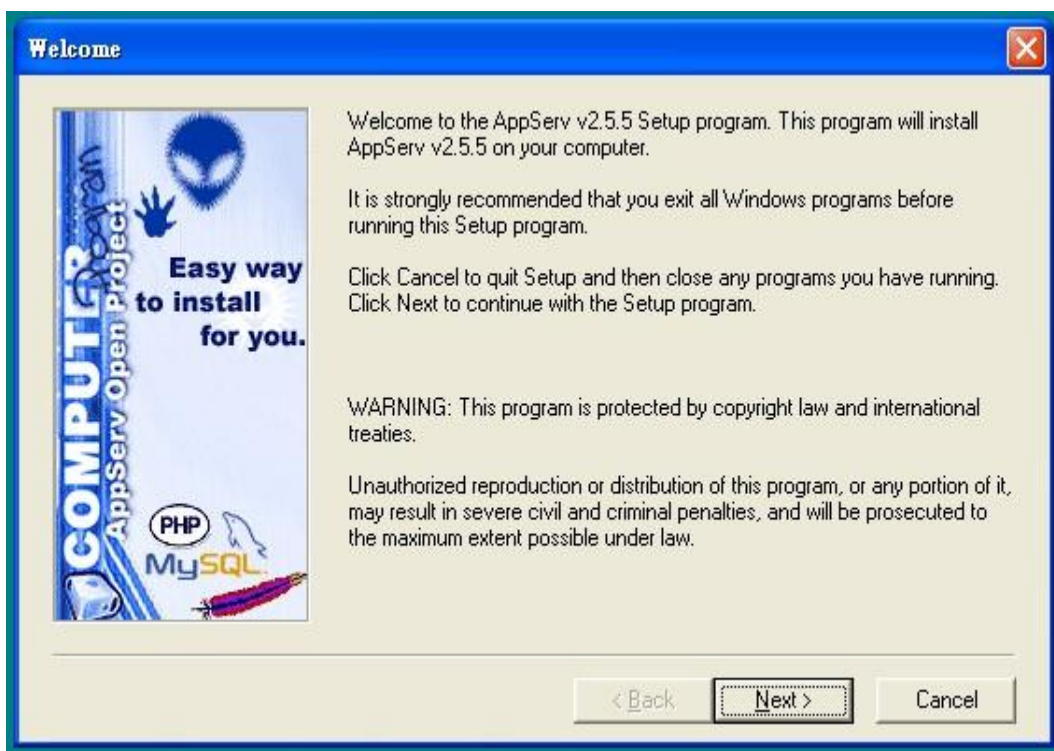 Welcome
Welcome to the AppServ v2.5.5 Setup program. This program will install
AppServ v2.5.5 on your computer.
It is strongly recommended that you exit all Windows programs before
running this Setup program.
Click Cancel to quit Setup and then close any programs you have running.
Click Next to continue with the Setup program.
WARNING: This program is protected by copyright law and international
treaties.
Unauthorized reproduction or distribution of this program, or any portion of it,
may result in severe civil and criminal penalties, and will be prosecuted to
the maximum extent possible under law.
COMPUTER
AppServ Open Project
Easy way
to install
for you.
PHP
MySQL
< Back
Next >
Cancel